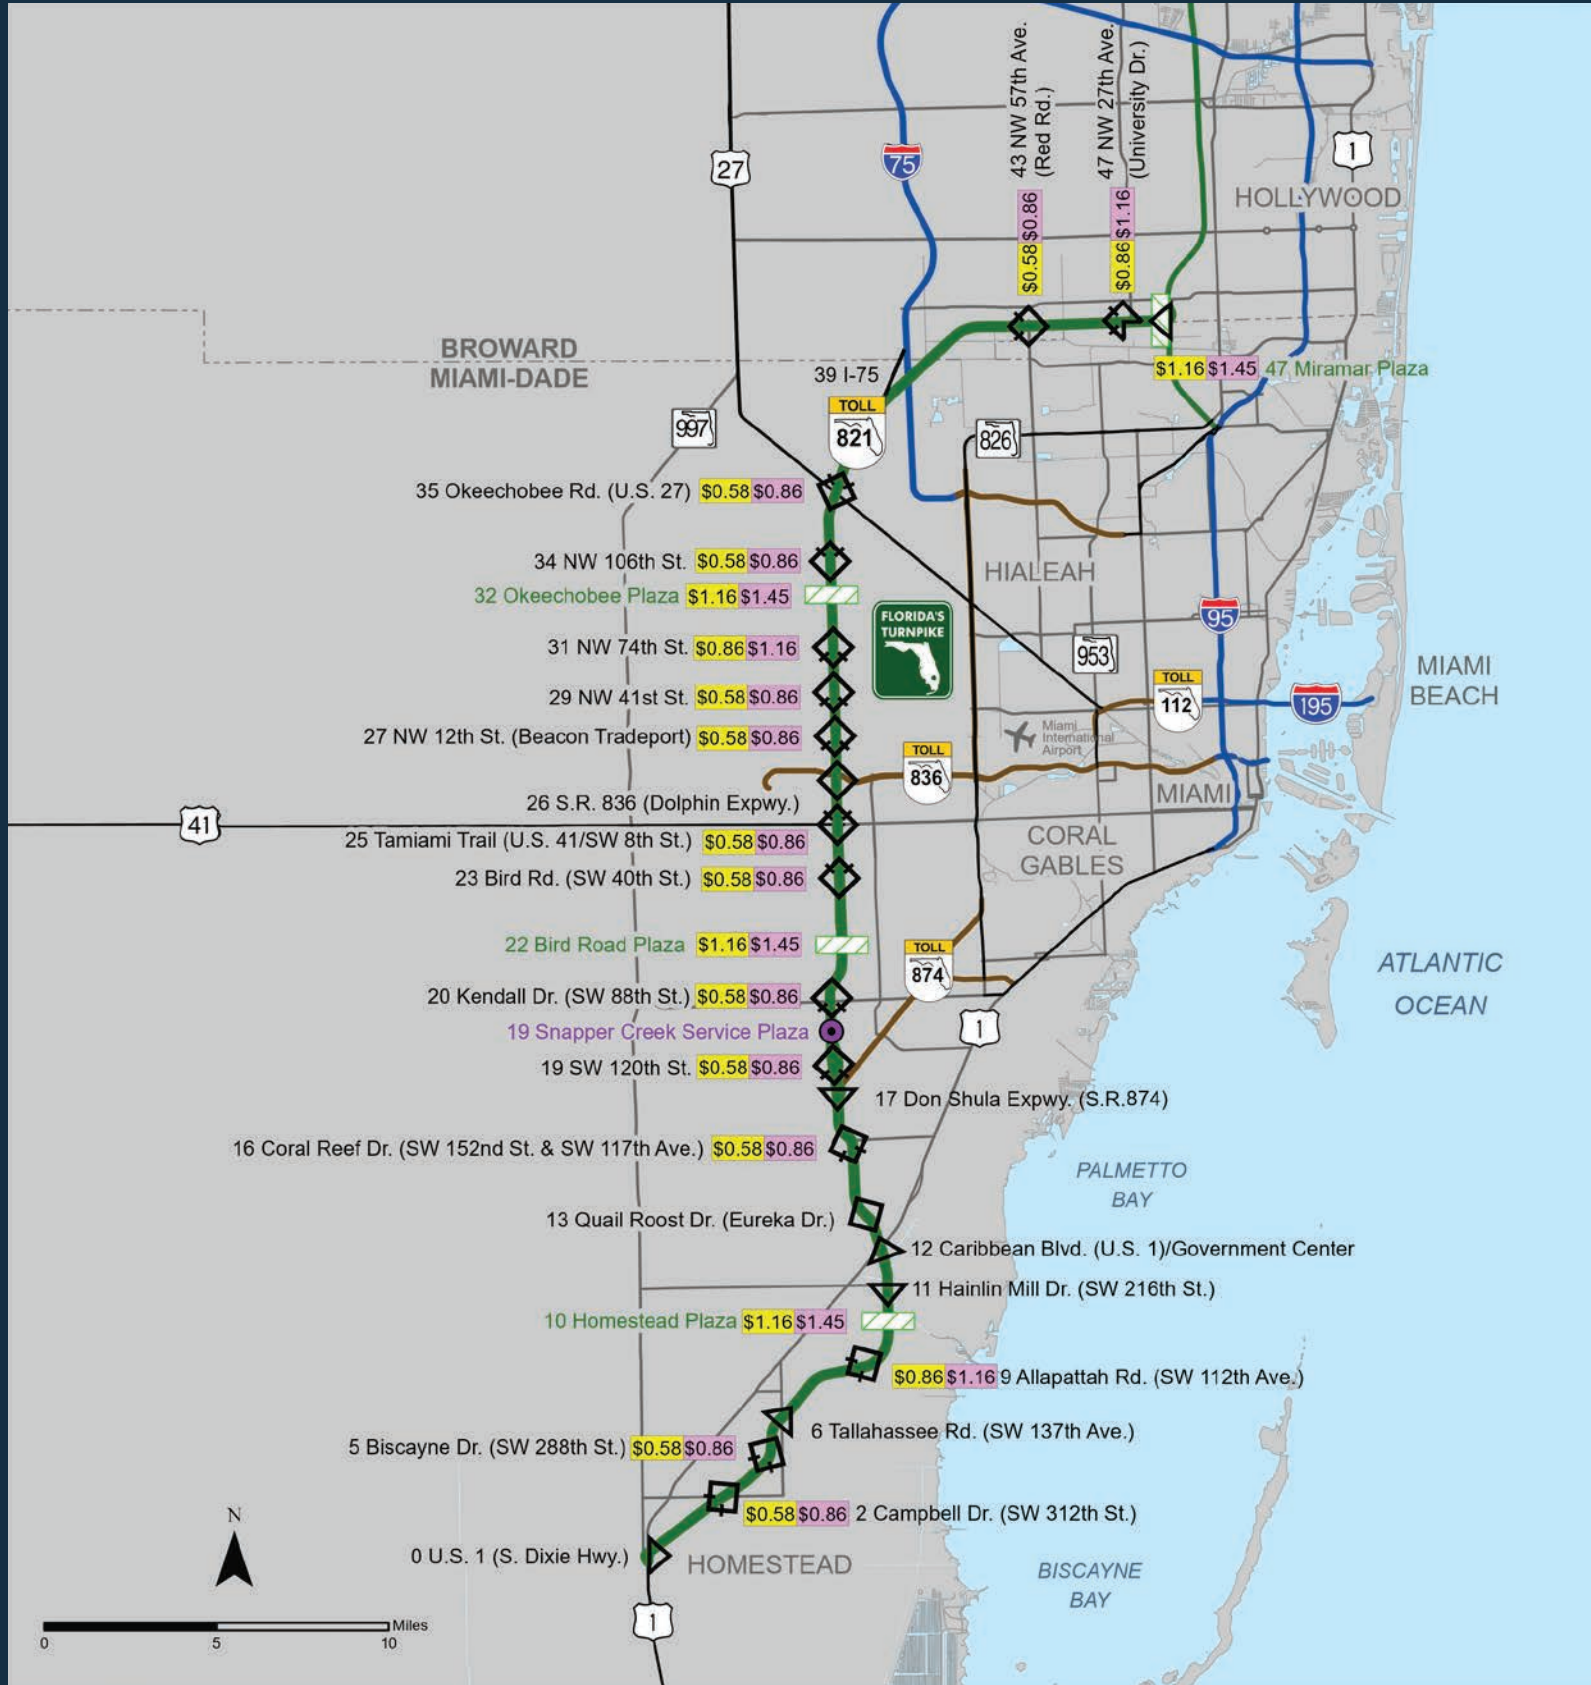 43 NW 57th Ave.
(Red Rd.)
47 NW 27th Ave.
(University Dr.)
27
75
1
HOLLYWOOD
$0.58 $0.86
$0.86 $1.16
BROWARD
MIAMI-DADE
39 I-75
$1.16 $1.45 47 Miramar Plaza
TOLL
821
997
826
35 Okeechobee Rd. (U.S. 27) $0.58 $0.86
34 NW 106th St. $0.58 $0.86
HIALEAH
32 Okeechobee Plaza $1.16 $1.45
FLORIDA'S
TURNPIKE
95
31 NW 74th St. $0.86 $1.16
953
MIAMI
BEACH
29 NW 41st St. $0.58 $0.86
TOLL
112
195
27 NW 12th St. (Beacon Tradeport) $0.58 $0.86
Miami
International
Airport
TOLL
836
MIAMI
26 S.R. 836 (Dolphin Expwy.)
41
25 Tamiami Trail (U.S. 41/SW 8th St.) $0.58 $0.86
CORAL
GABLES
23 Bird Rd. (SW 40th St.) $0.58 $0.86
22 Bird Road Plaza $1.16 $1.45
TOLL
874
ATLANTIC
OCEAN
20 Kendall Dr. (SW 88th St.) $0.58 $0.86
19 Snapper Creek Service Plaza
1
19 SW 120th St. $0.58 $0.86
17 Don Shula Expwy. (S.R.874)
16 Coral Reef Dr. (SW 152nd St. & SW 117th Ave.) $0.58 $0.86
PALMETTO
BAY
13 Quail Roost Dr. (Eureka Dr.)
12 Caribbean Blvd. (U.S. 1)/Government Center
11 Hainlin Mill Dr. (SW 216th St.)
10 Homestead Plaza $1.16 $1.45
$0.86 $1.16 9 Allapattah Rd. (SW 112th Ave.)
6 Tallahassee Rd. (SW 137th Ave.)
5 Biscayne Dr. (SW 288th St.) $0.58 $0.86
$0.58 $0.86 2 Campbell Dr. (SW 312th St.)
N
0 U.S. 1 (S. Dixie Hwy.)
HOMESTEAD
BISCAYNE
BAY
1
Miles
0 5 10